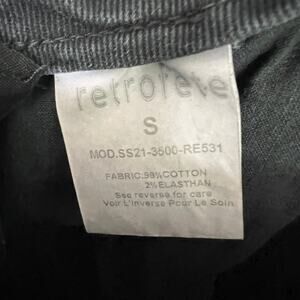 retrofete
S
MOD.SS21-3500-RE531
FABRIC:98%COTTON
2%ELASTHAN
See reverse for care
Voir L'Inverse Pour Le Soin